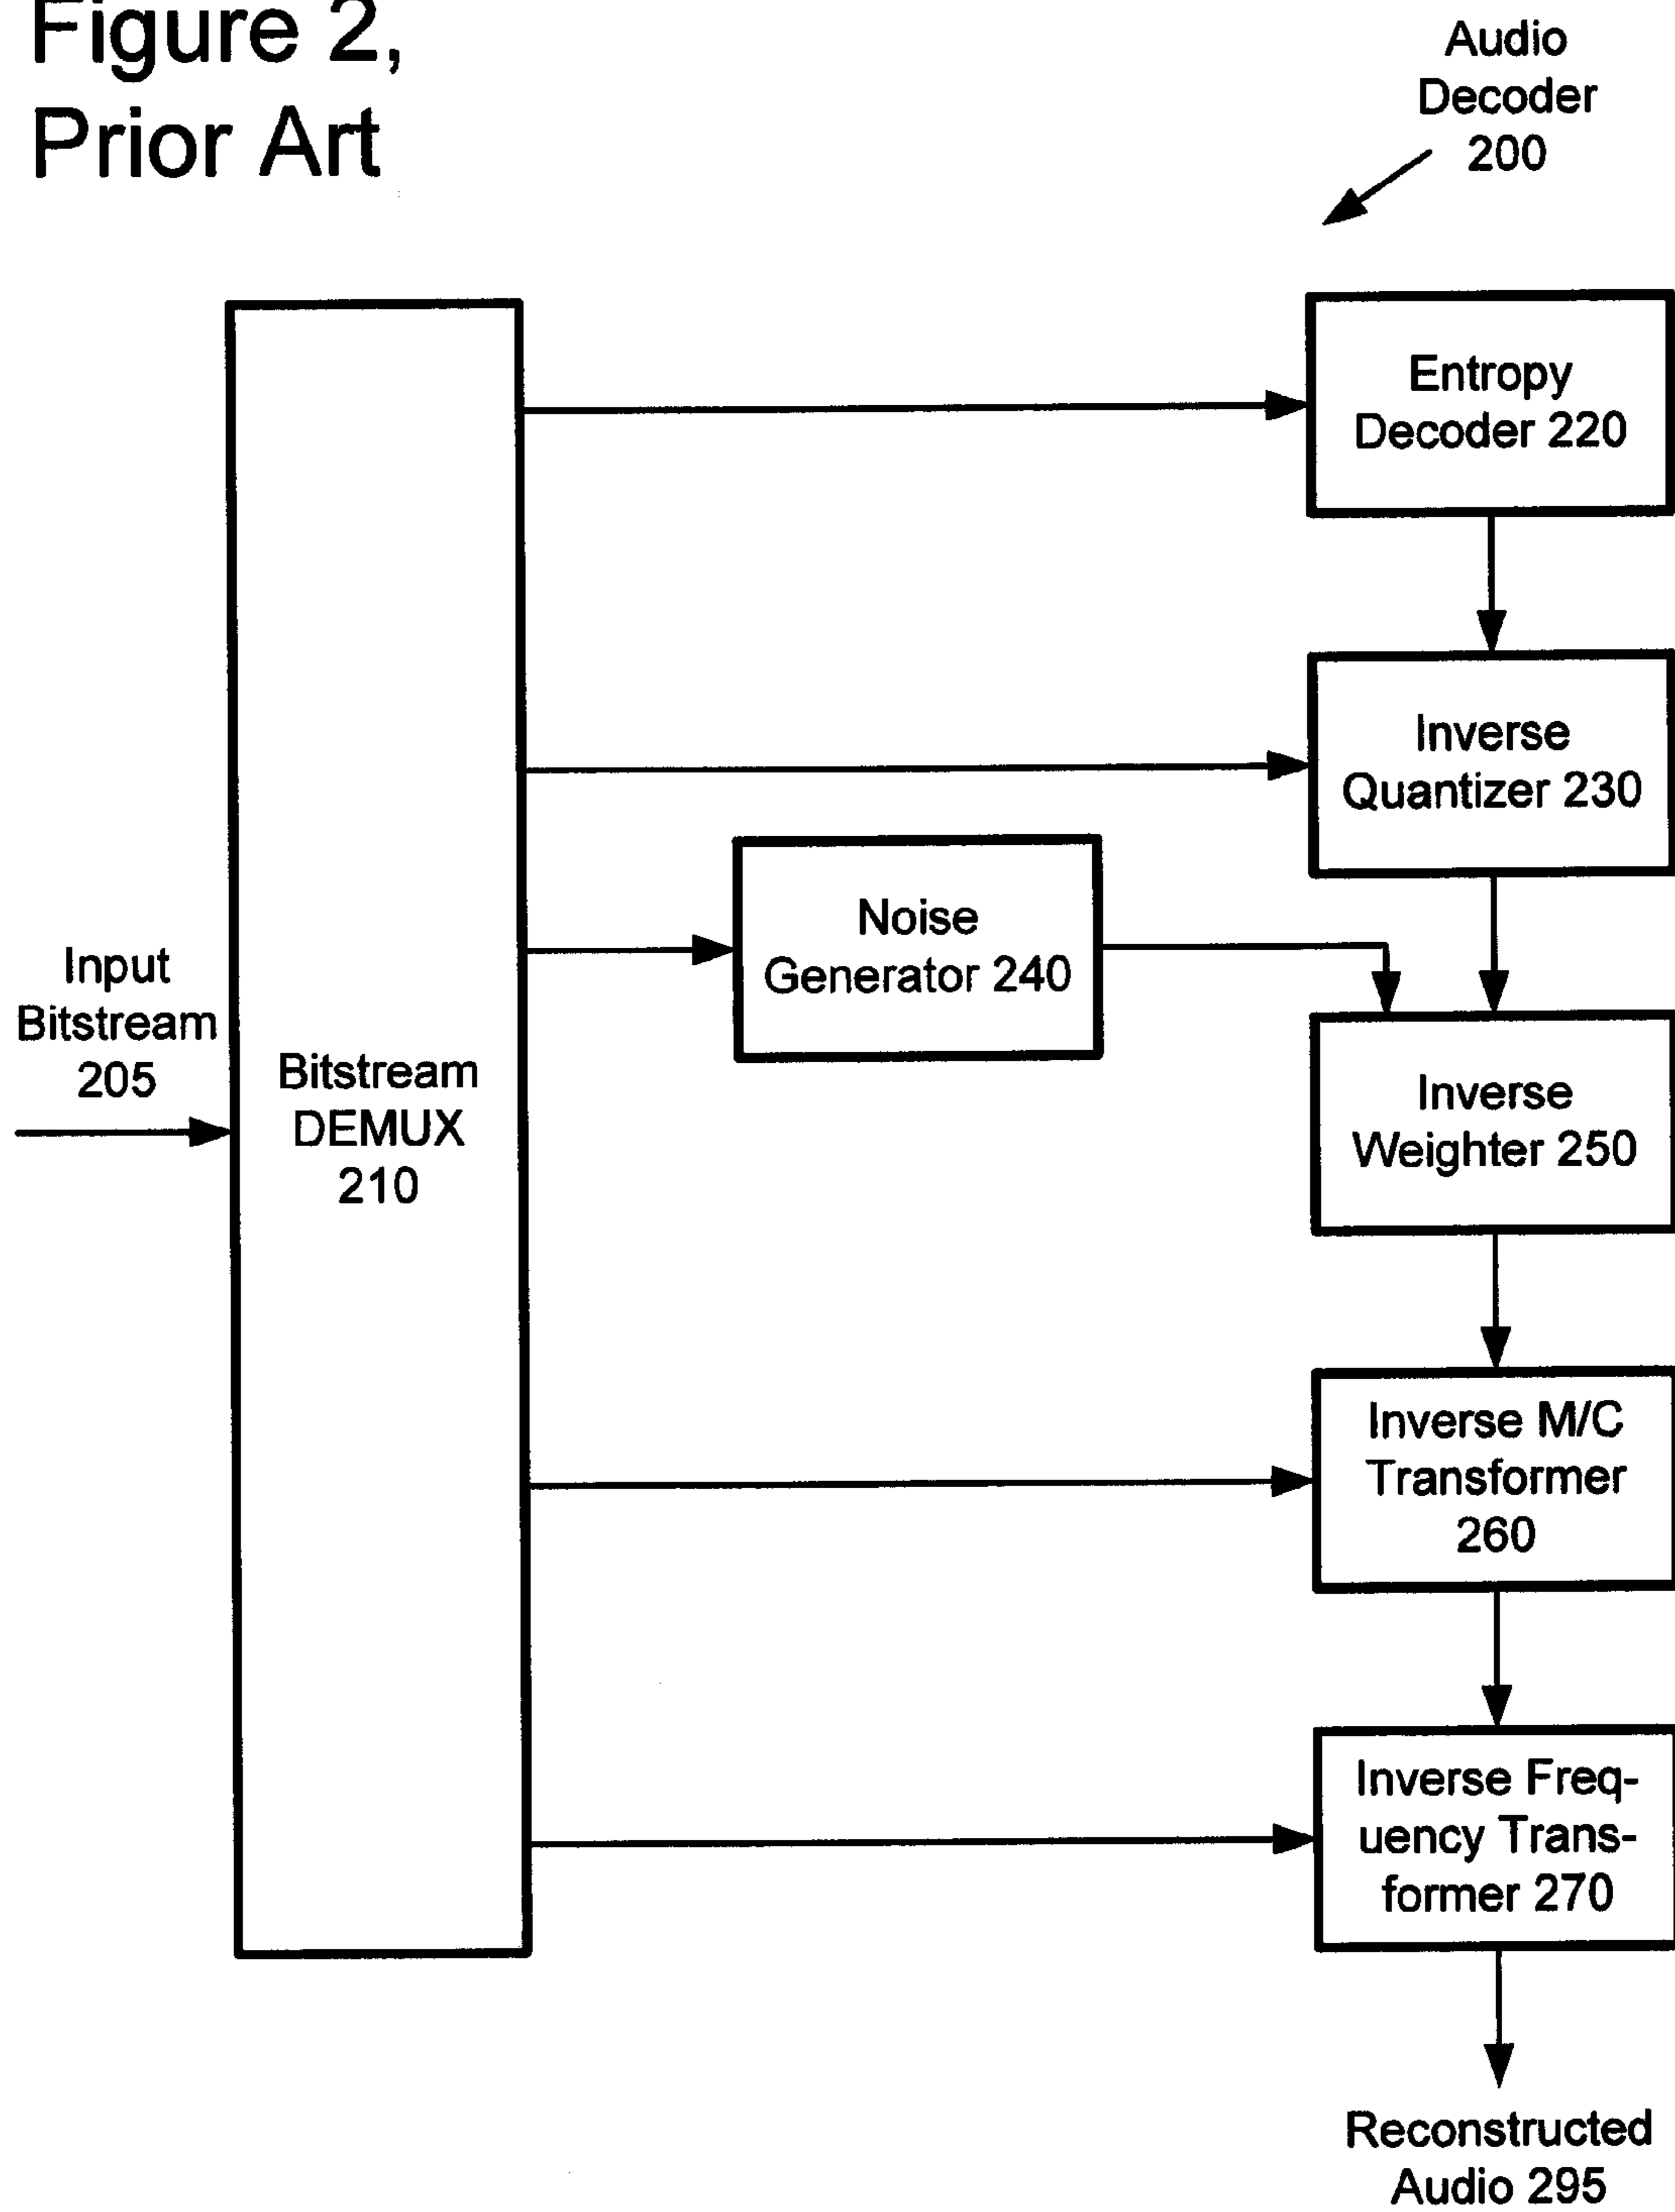 Figure 2,
Prior Art
Audio
Decoder
200
Entropy
Decoder 220
Inverse
Quantizer 230
Noise
Generator 240
Input
Bitstream
205
Bitstream
DEMUX
210
Inverse
Weighter 250
Inverse M/C
Transformer
260
Inverse Freq-
uency Trans-
former 270
Reconstructed
Audio 295